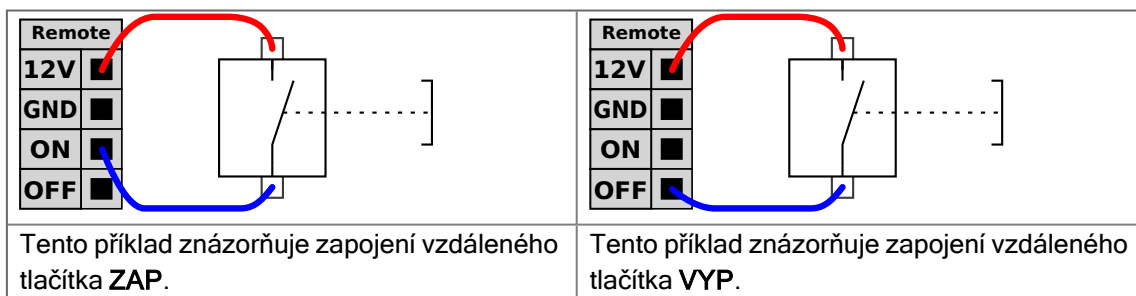 Remote
12V
GND
ON
OFF
Tento příklad znázorňuje zapojení vzdáleného
tlačítka ZAP.
Remote
12V
GND
ON
OFF
Tento příklad znázorňuje zapojení vzdáleného
tlačítka VYP.